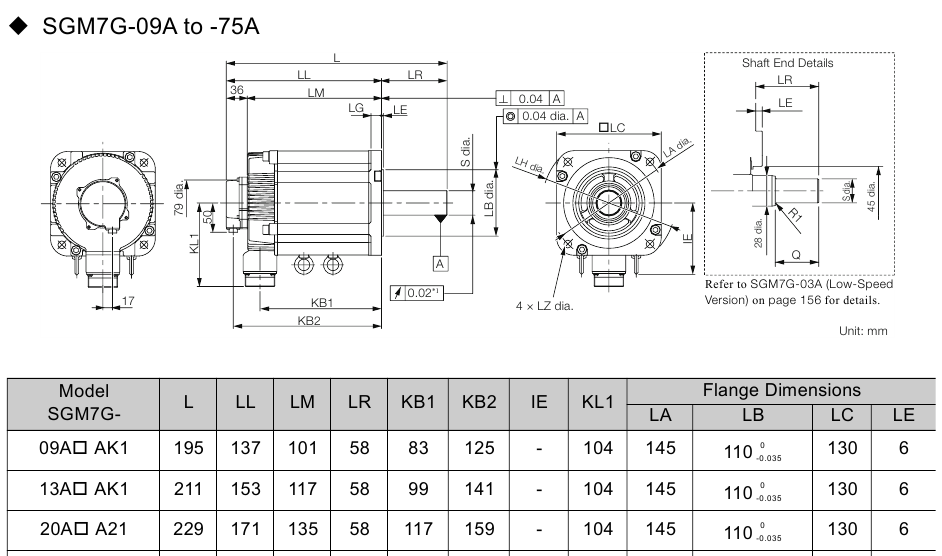 ◆ SGM7G-09A to -75A
L
LL
LR
36
LM
LG
LE
⊥ 0.04 A
◎ 0.04 dia. A
S dia.
LB dia.
79 dia.
50
KL1
17
A
0.02*1
KB1
KB2
□LC
LA dia.
LH dia.
IE
4 × LZ dia.
Shaft End Details
LR
LE
S dia.
45 dia.
28 dia.
R1
Q
Refer to SGM7G-03A (Low-Speed
Version) on page 156 for details.
Unit: mm
Model SGM7G- L LL LM LR KB1 KB2 IE KL1 Flange Dimensions
LA LB LC LE
09A□ AK1 195 137 101 58 83 125 - 104 145 110 0 -0.035 130 6
13A□ AK1 211 153 117 58 99 141 - 104 145 110 0 -0.035 130 6
20A□ A21 229 171 135 58 117 159 - 104 145 110 0 -0.035 130 6